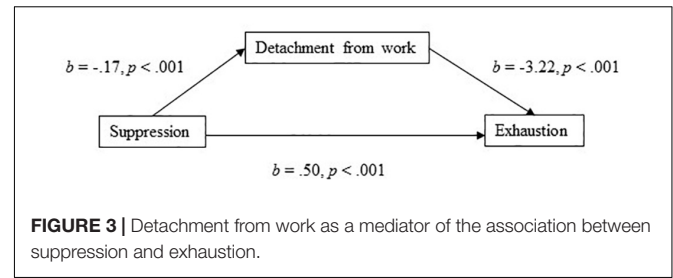 Detachment from work
b = -.17, p < .001
b = -3.22, p < .001
Suppression
Exhaustion
b = .50, p < .001
FIGURE 3 | Detachment from work as a mediator of the association between
suppression and exhaustion.